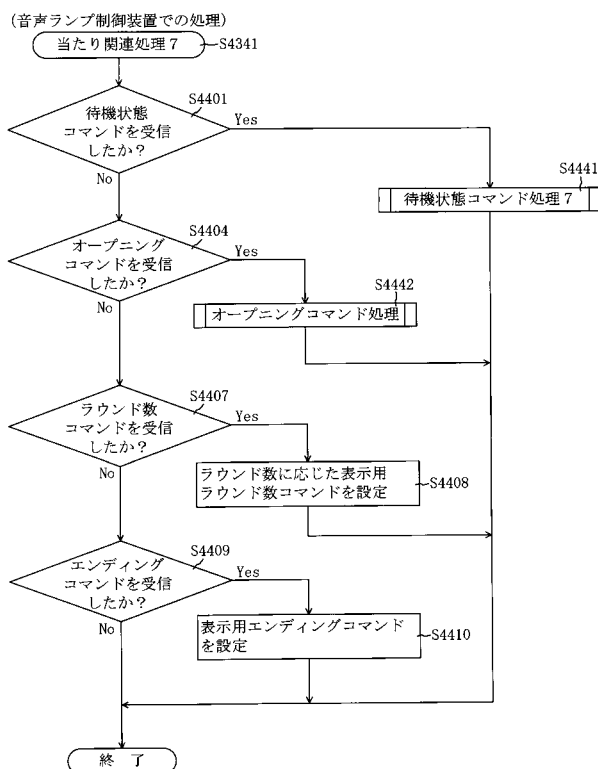 (音声ランプ制御装置での処理)
当たり関連処理7
S4341
S4401
待機状態
コマンドを受信
したか？
Yes
No
S4441
待機状態コマンド処理7
S4404
オープニング
コマンドを受信
したか？
Yes
No
S4442
オープニングコマンド処理
S4407
ラウンド数
コマンドを受信
したか？
Yes
No
ラウンド数に応じた表示用
ラウンド数コマンドを設定
S4408
S4409
エンディング
コマンドを受信
したか？
Yes
No
表示用エンディングコマンド
を設定
S4410
終 了